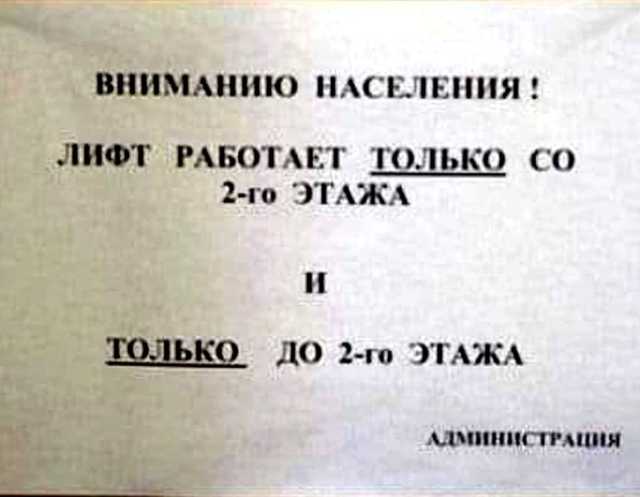 ВНИМАНИЮ НАСЕЛЕНИЯ !
ЛИФТ РАБОТАЕТ ТОЛЬКО СО
2-го ЭТАЖА
И
ТОЛЬКО ДО 2-го ЭТАЖА
АДМИНИСТРАЦИЯ